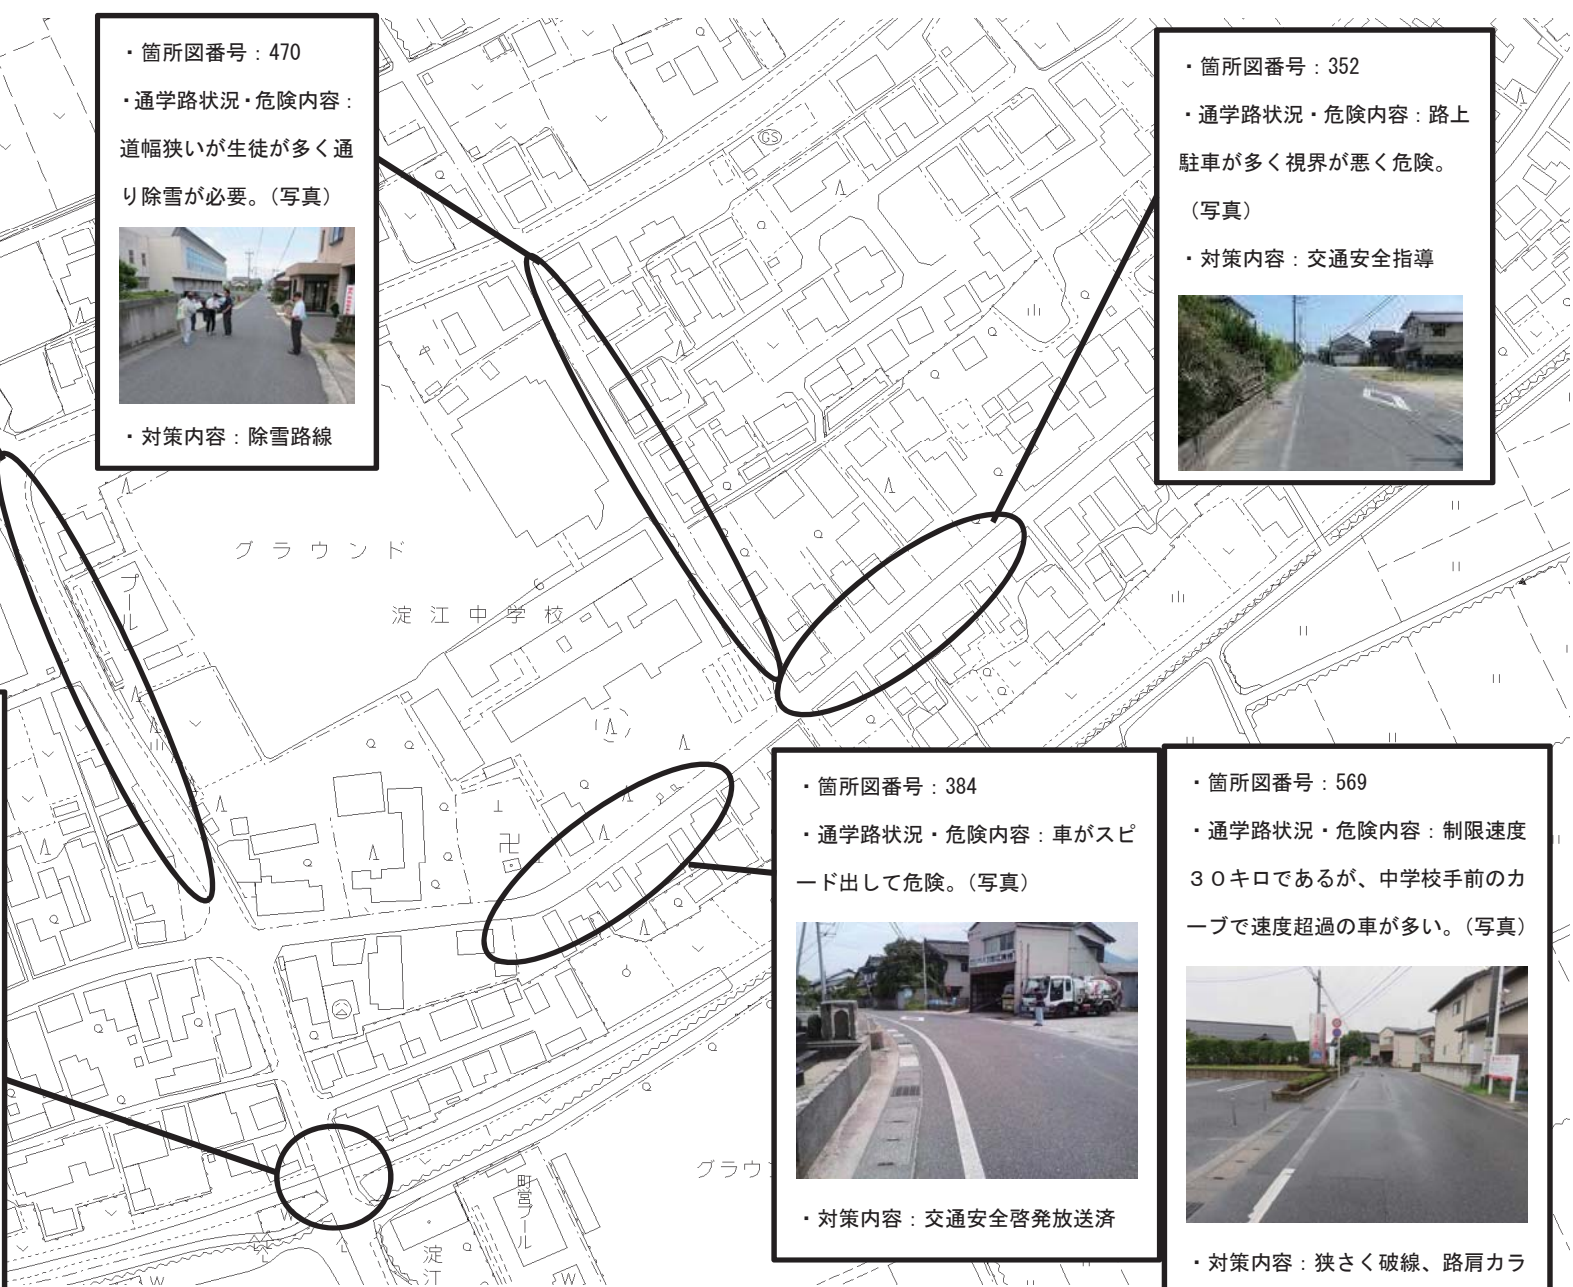 ・箇所図番号：470
・通学路状況・危険内容：
道幅狭いが生徒が多く通
り除雪が必要。（写真）
・対策内容：除雪路線
・箇所図番号：352
・通学路状況・危険内容：路上
駐車が多く視界が悪く危険。
（写真）
・対策内容：交通安全指導
GS
グラウンド
淀江中学校
プール
・箇所図番号：384
・通学路状況・危険内容：車がスピ
ード出して危険。（写真）
・対策内容：交通安全啓発放送済
・箇所図番号：569
・通学路状況・危険内容：制限速度
３０キロであるが、中学校手前のカ
ーブで速度超過の車が多い。（写真）
・対策内容：狭さく破線、路肩カラ
グラウ
町営プール
淀江